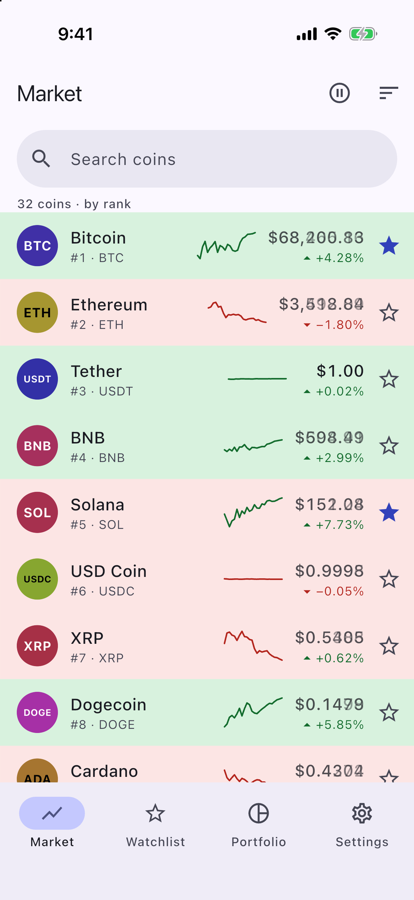 9:41
Market
Search coins
32 coins · by rank
BTC
Bitcoin
#1 · BTC
+4.28%
ETH
Ethereum
#2 · ETH
−1.80%
USDT
Tether
$1.00
#3 · USDT
+0.02%
BNB
BNB
#4 · BNB
+2.99%
SOL
Solana
#5 · SOL
+7.73%
USDC
USD Coin
$0.9998
#6 · USDC
−0.05%
XRP
XRP
#7 · XRP
+0.62%
DOGE
Dogecoin
#8 · DOGE
+5.85%
ADA
Cardano
Market
Watchlist
Portfolio
Settings